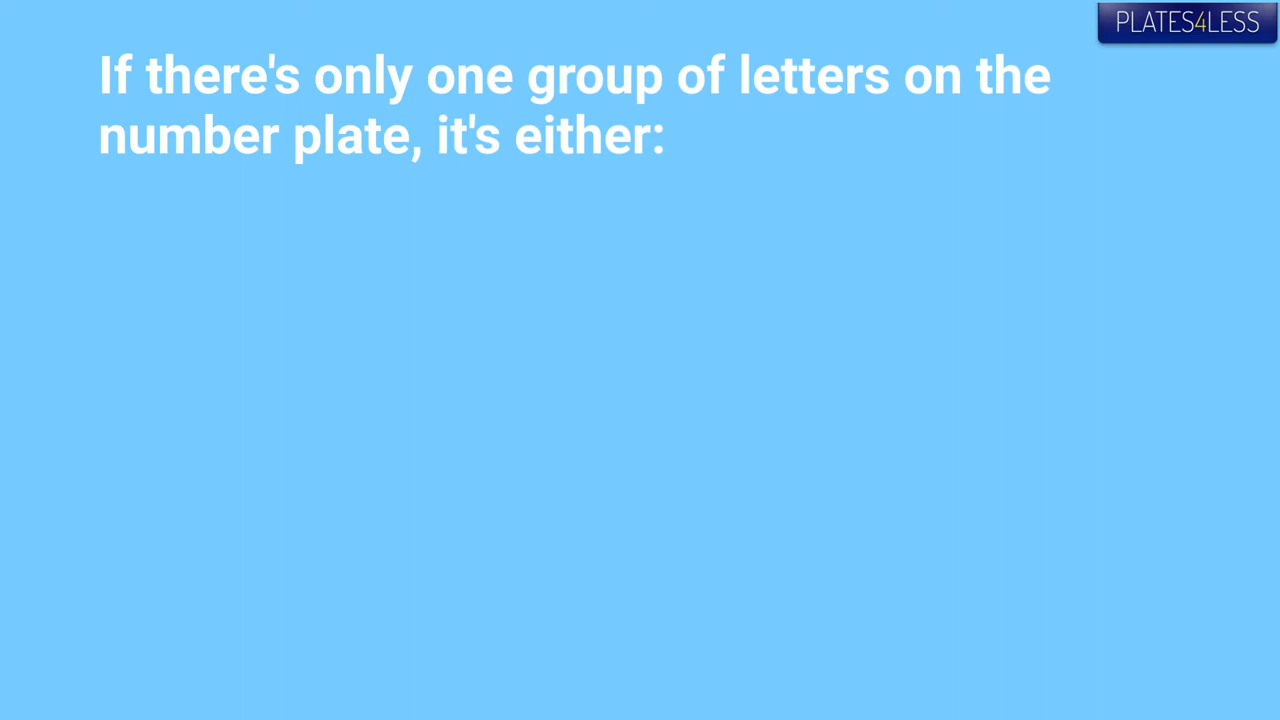 PLATES4LESS
If there's only one group of letters on the
number plate, it's either: